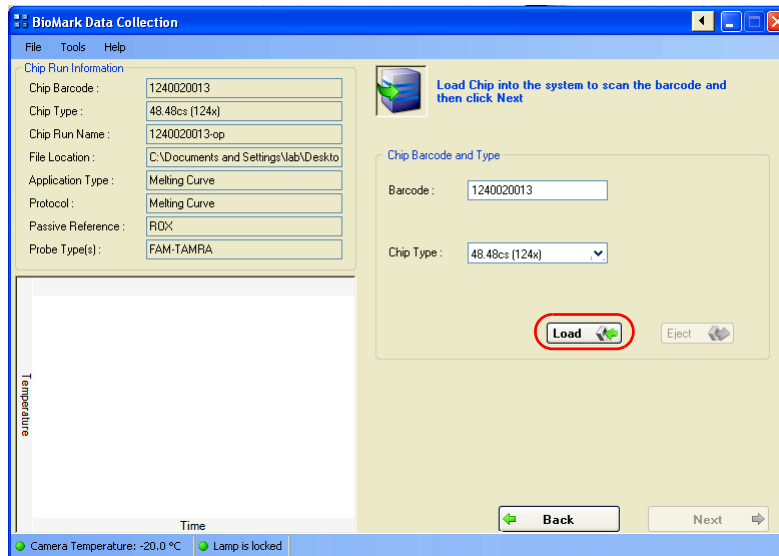 BioMark Data Collection
File Tools Help
Chip Run Information
Chip Barcode : 1240020013
Chip Type : 48.48cs (124x)
Chip Run Name : 1240020013-op
File Location : C:\Documents and Settings\lab\Deskto
Application Type : Melting Curve
Protocol : Melting Curve
Passive Reference : ROX
Probe Type(s) : FAM-TAMRA
Temperature
Time
Load Chip into the system to scan the barcode and
then click Next
Chip Barcode and Type
Barcode : 1240020013
Chip Type : 48.48cs (124x)
Load Eject
Back Next
Camera Temperature: -20.0 °C Lamp is locked